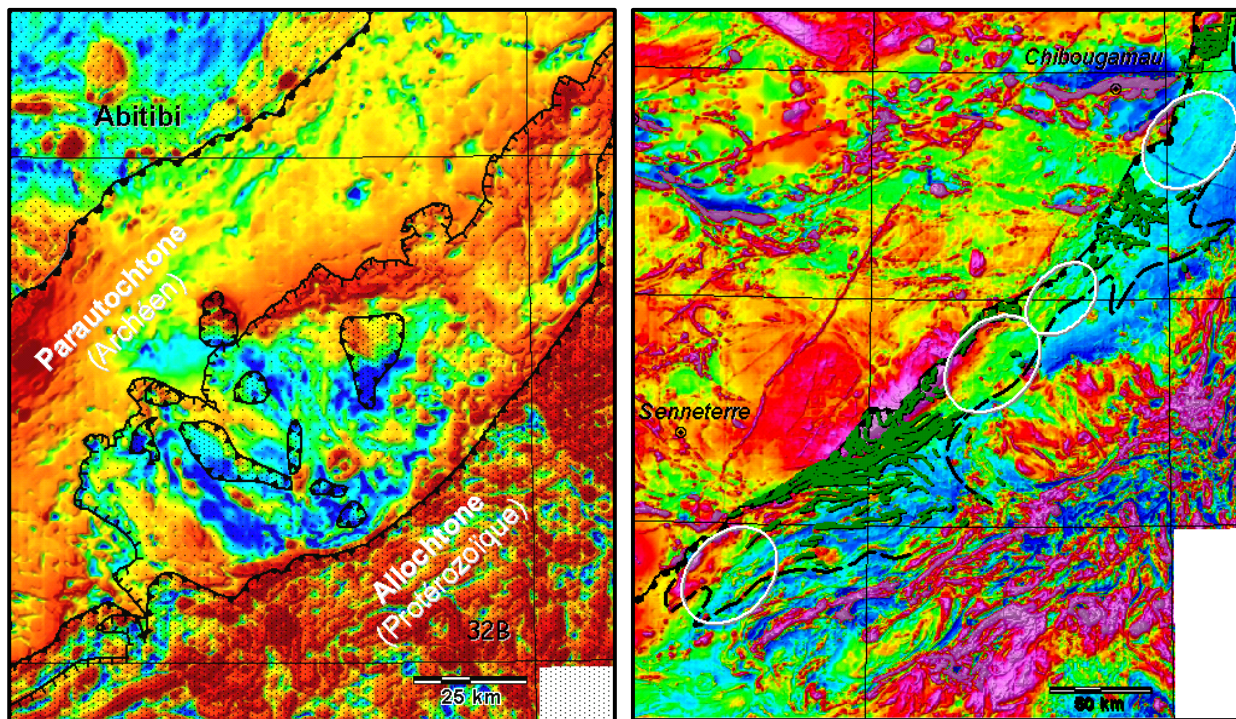 Abitibi
Parautochtone
(Archéen)
Allochtone
(Protérozoïque)
32B
25 km
Chibougamau
Senneterre
50 km